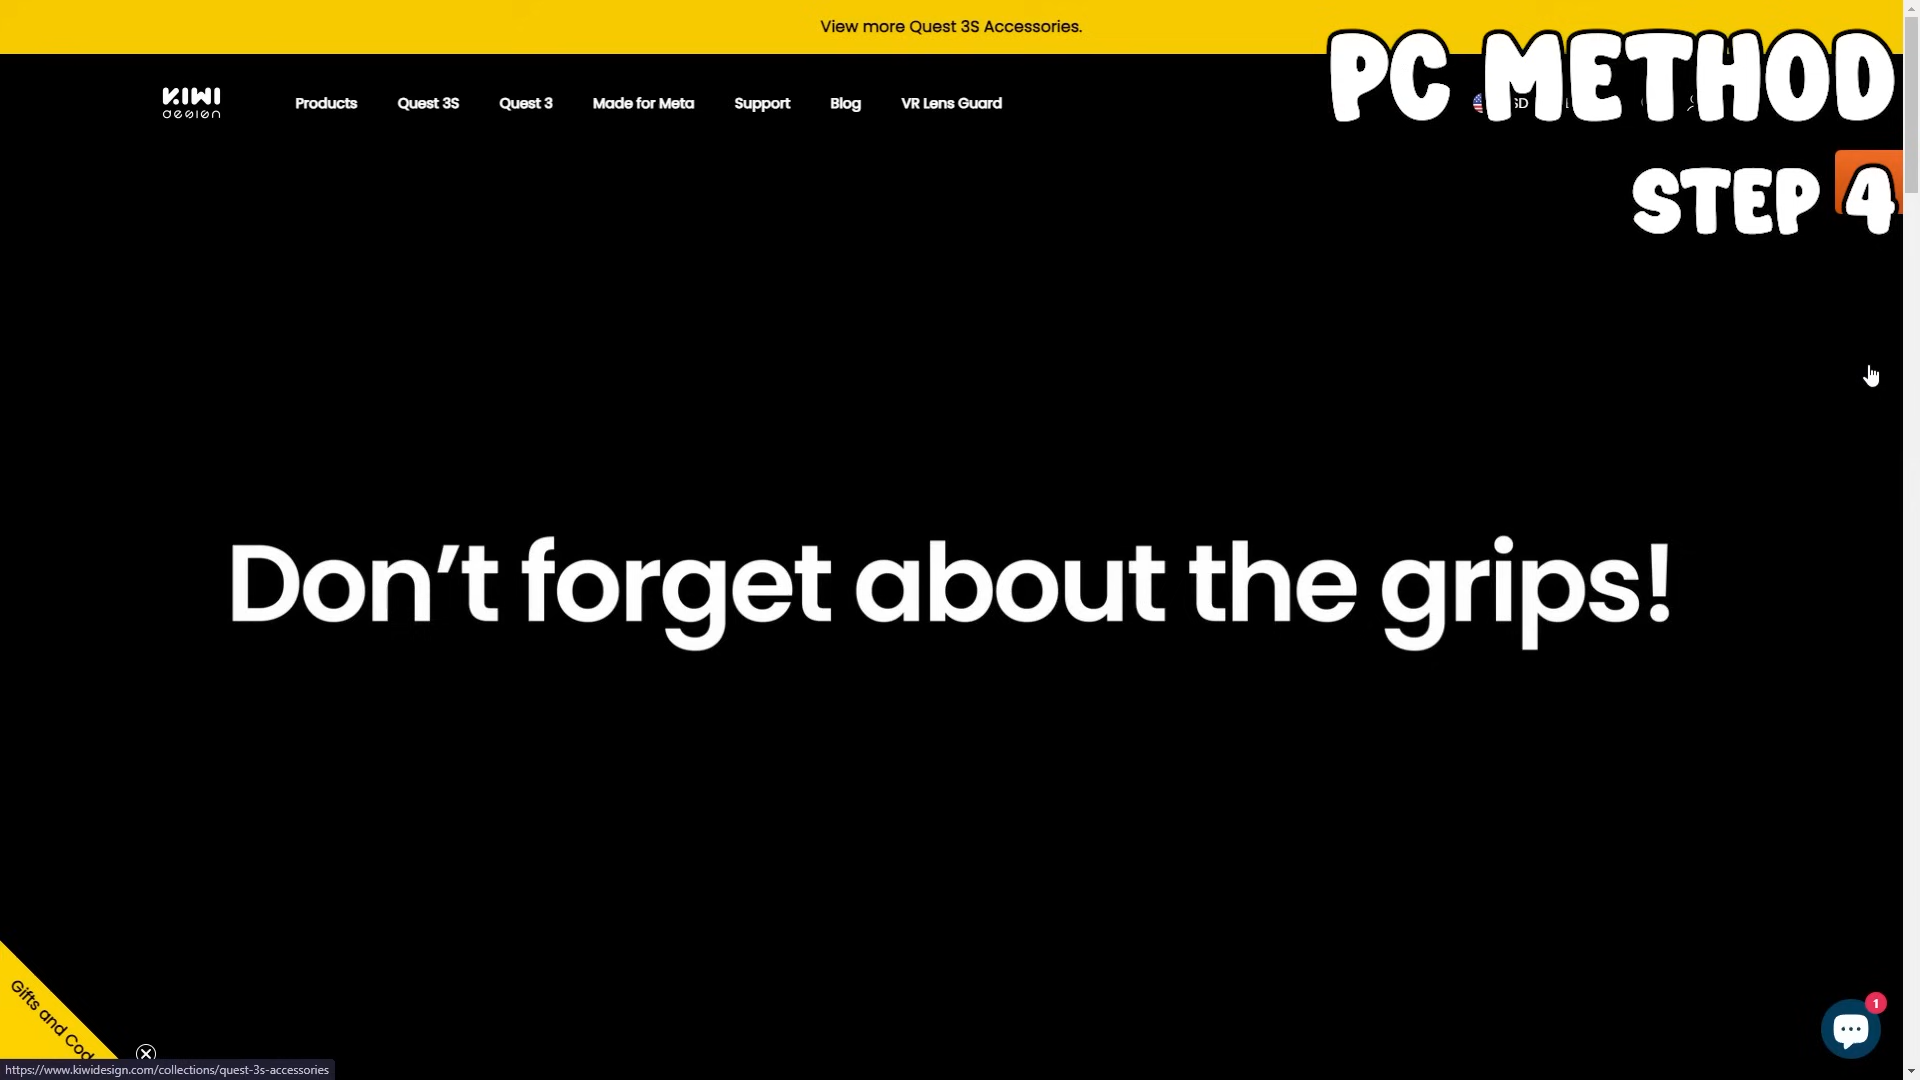 View more Quest 3S Accessories.
PC METHOD
KIWI
design
Products
Quest 3S
Quest 3
Made for Meta
Support
Blog
VR Lens Guard
STEP 4
Don't forget about the grips!
Gifts and
1
https://www.kiwidesign.com/collections/quest-3s-accessories